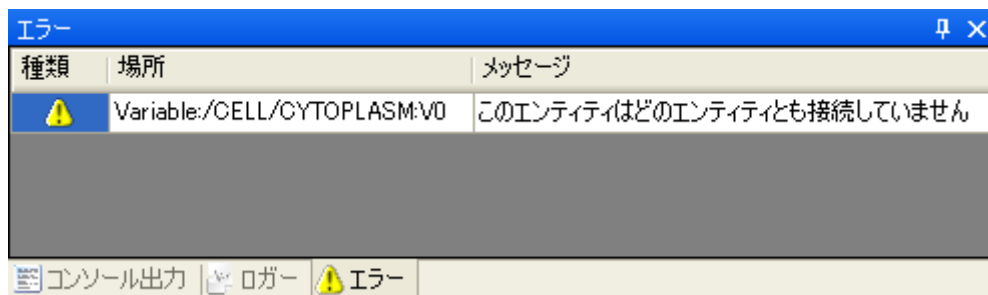 エラー
種類 場所 メッセージ
Variable:/CELL/CYTOPLASM:V0 このエンティティはどのエンティティとも接続していません
コンソール出力 ロガー エラー